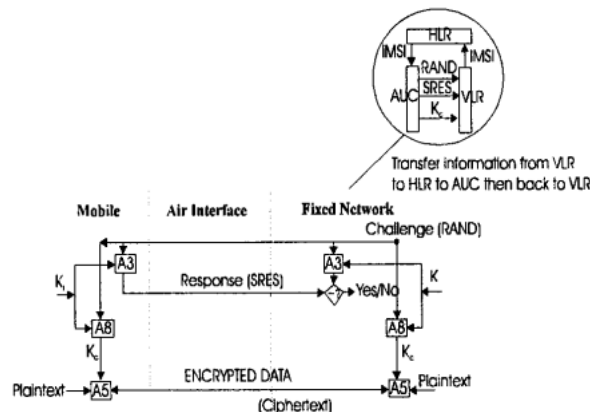 HLR
IMSI
IMSI
RAND
SRES
AUC
VLR
Kc
Transfer information from VLR
to HLR to AUC then back to VLR
Mobile Air Interface Fixed Network
Challenge (RAND)
A3 A3
Ki Response (SRES) =? Yes/No K
A8 A8
Kc Kc
ENCRYPTED DATA
Plaintext A5 A5 Plaintext
(Ciphertext)